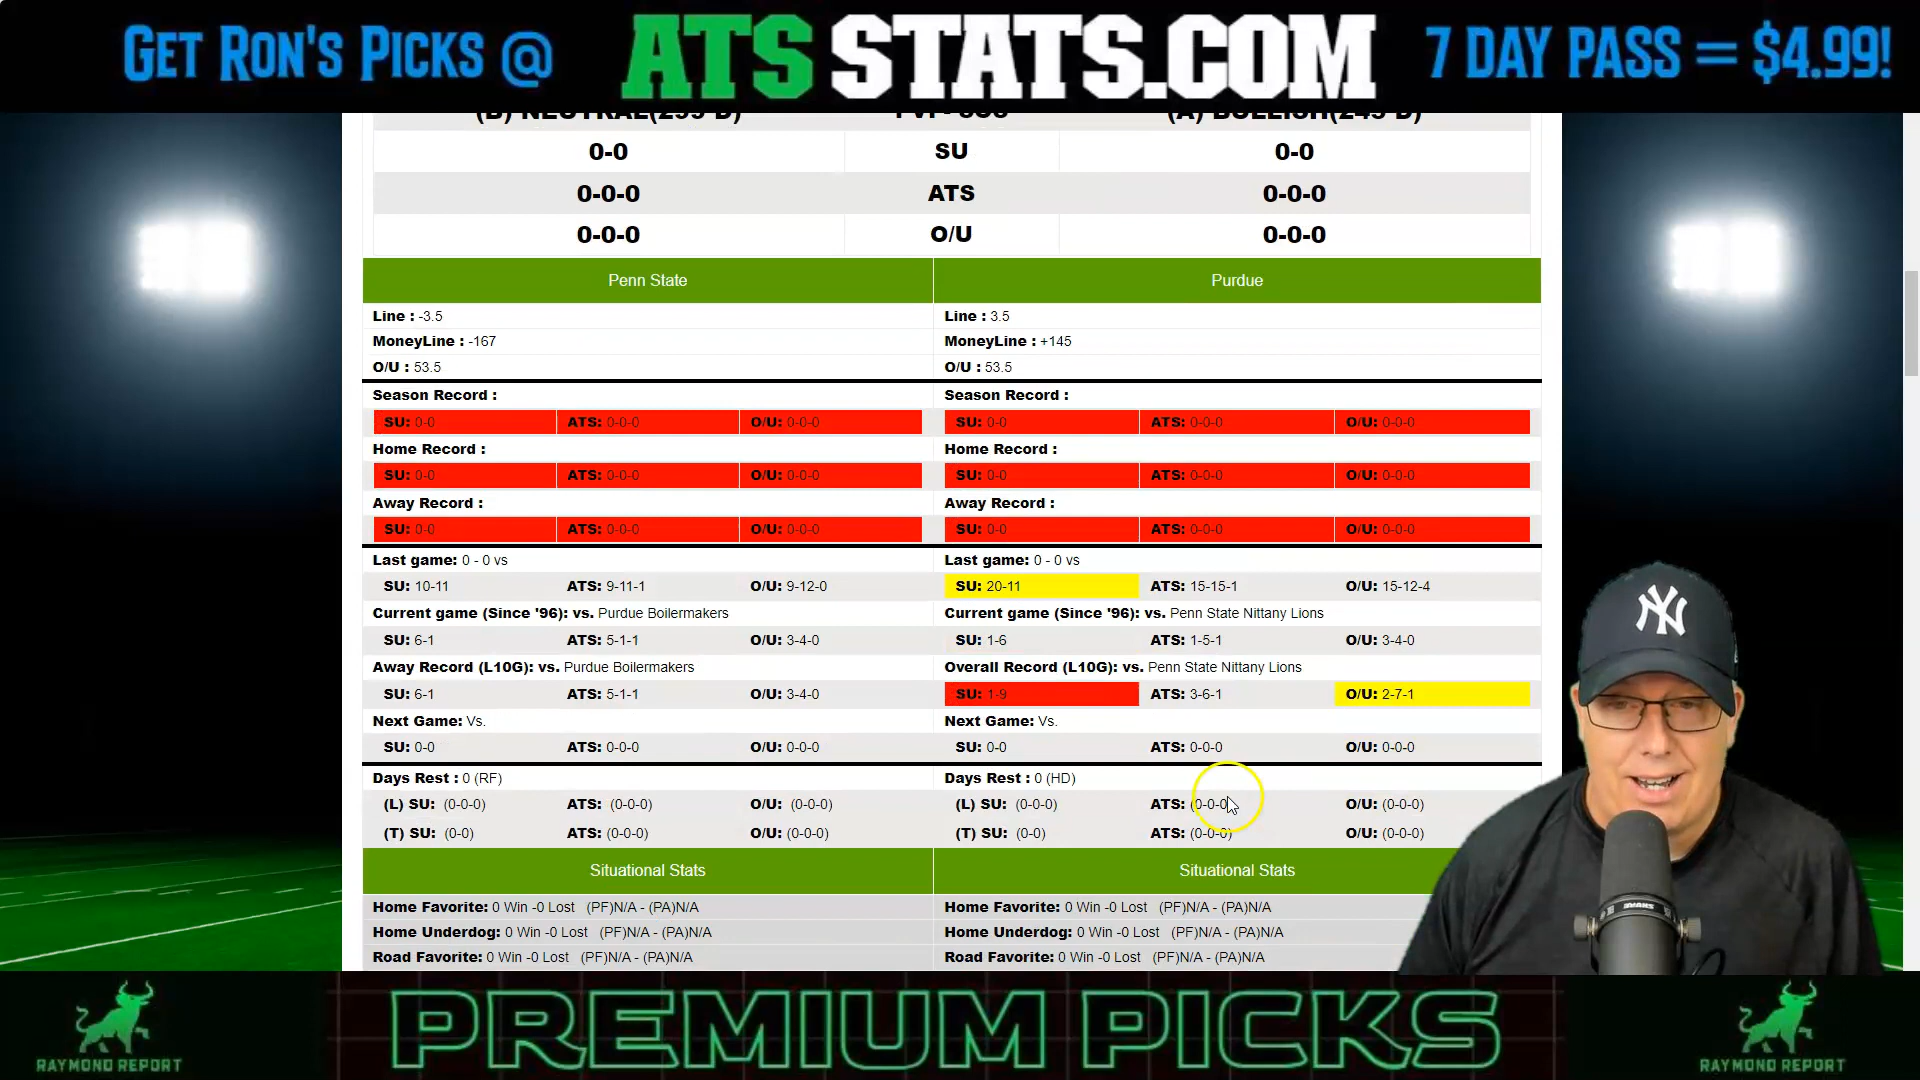 GET RON'S PICKS @ ATS STATS.COM 7 DAY PASS = $4.99!
(B) NEUTRAL(299-D) PVI - SOS (A) BULLISH(245-D)
0-0 SU 0-0
0-0-0 ATS 0-0-0
0-0-0 O/U 0-0-0
Penn State Purdue
Line : -3.5 Line : 3.5
MoneyLine : -167 MoneyLine : +145
O/U : 53.5 O/U : 53.5
Season Record : Season Record :
SU: 0-0 ATS: 0-0-0 O/U: 0-0-0 SU: 0-0 ATS: 0-0-0 O/U: 0-0-0
Home Record : Home Record :
SU: 0-0 ATS: 0-0-0 O/U: 0-0-0 SU: 0-0 ATS: 0-0-0 O/U: 0-0-0
Away Record : Away Record :
SU: 0-0 ATS: 0-0-0 O/U: 0-0-0 SU: 0-0 ATS: 0-0-0 O/U: 0-0-0
Last game: 0 - 0 vs Last game: 0 - 0 vs
SU: 10-11 ATS: 9-11-1 O/U: 9-12-0 SU: 20-11 ATS: 15-15-1 O/U: 15-12-4
Current game (Since '96): vs. Purdue Boilermakers Current game (Since '96): vs. Penn State Nittany Lions
SU: 6-1 ATS: 5-1-1 O/U: 3-4-0 SU: 1-6 ATS: 1-5-1 O/U: 3-4-0
Away Record (L10G): vs. Purdue Boilermakers Overall Record (L10G): vs. Penn State Nittany Lions
SU: 6-1 ATS: 5-1-1 O/U: 3-4-0 SU: 1-9 ATS: 3-6-1 O/U: 2-7-1
Next Game: Vs. Next Game: Vs.
SU: 0-0 ATS: 0-0-0 O/U: 0-0-0 SU: 0-0 ATS: 0-0-0 O/U: 0-0-0
Days Rest : 0 (RF) Days Rest : 0 (HD)
(L) SU: (0-0-0) ATS: (0-0-0) O/U: (0-0-0) (L) SU: (0-0-0) ATS: (0-0-0) O/U: (0-0-0)
(T) SU: (0-0) ATS: (0-0-0) O/U: (0-0-0) (T) SU: (0-0) ATS: (0-0-0) O/U: (0-0-0)
Situational Stats Situational Stats
Home Favorite: 0 Win -0 Lost (PF)N/A - (PA)N/A Home Favorite: 0 Win -0 Lost (PF)N/A - (PA)N/A
Home Underdog: 0 Win -0 Lost (PF)N/A - (PA)N/A Home Underdog: 0 Win -0 Lost (PF)N/A - (PA)N/A
Road Favorite: 0 Win -0 Lost (PF)N/A - (PA)N/A Road Favorite: 0 Win -0 Lost (PF)N/A - (PA)N/A
NY
SHURE
RAYMOND REPORT PREMIUM PICKS RAYMOND REPORT